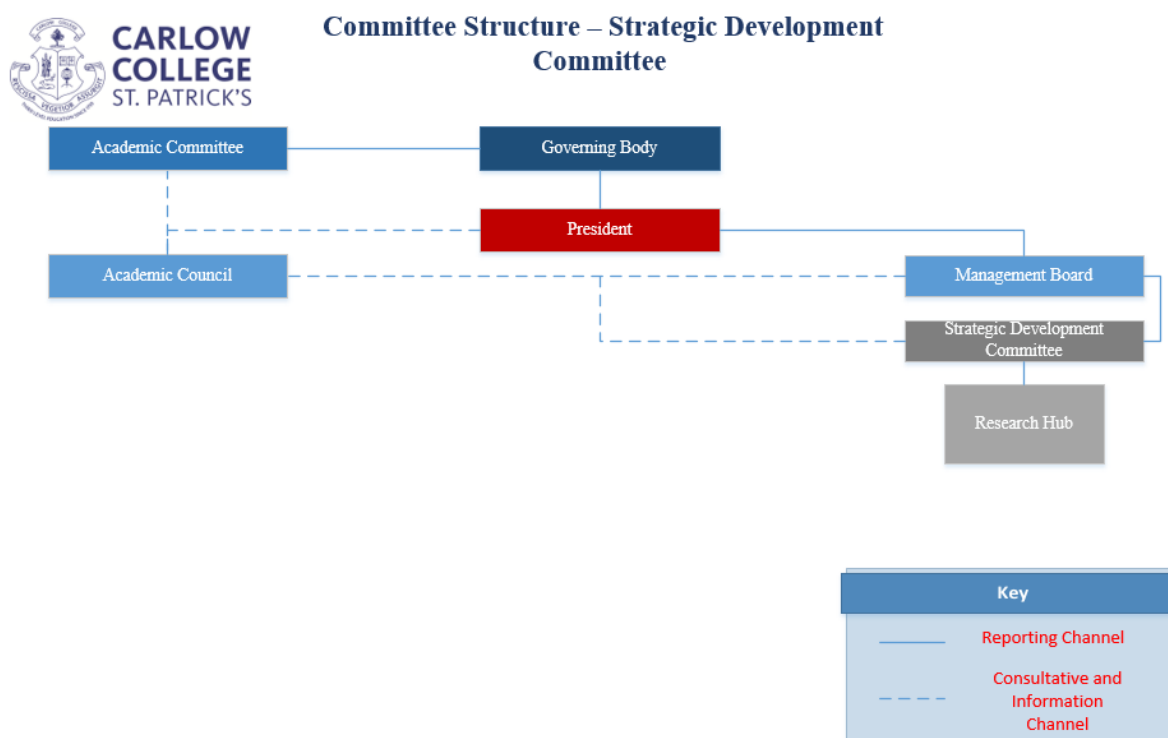 Committee Structure – Strategic Development
Committee
CARLOW
COLLEGE
ST. PATRICK'S
Academic Committee
Governing Body
President
Academic Council
Management Board
Strategic Development
Committee
Research Hub
Key
Reporting Channel
Consultative and
Information
Channel